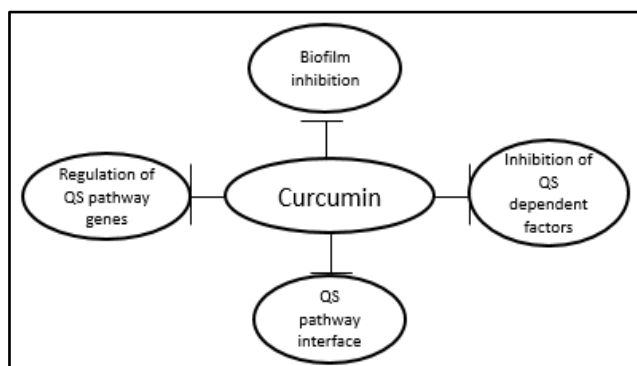 Biofilm
inhibition
Regulation of
QS pathway
genes
Curcumin
Inhibition of
QS
dependent
factors
QS
pathway
interface